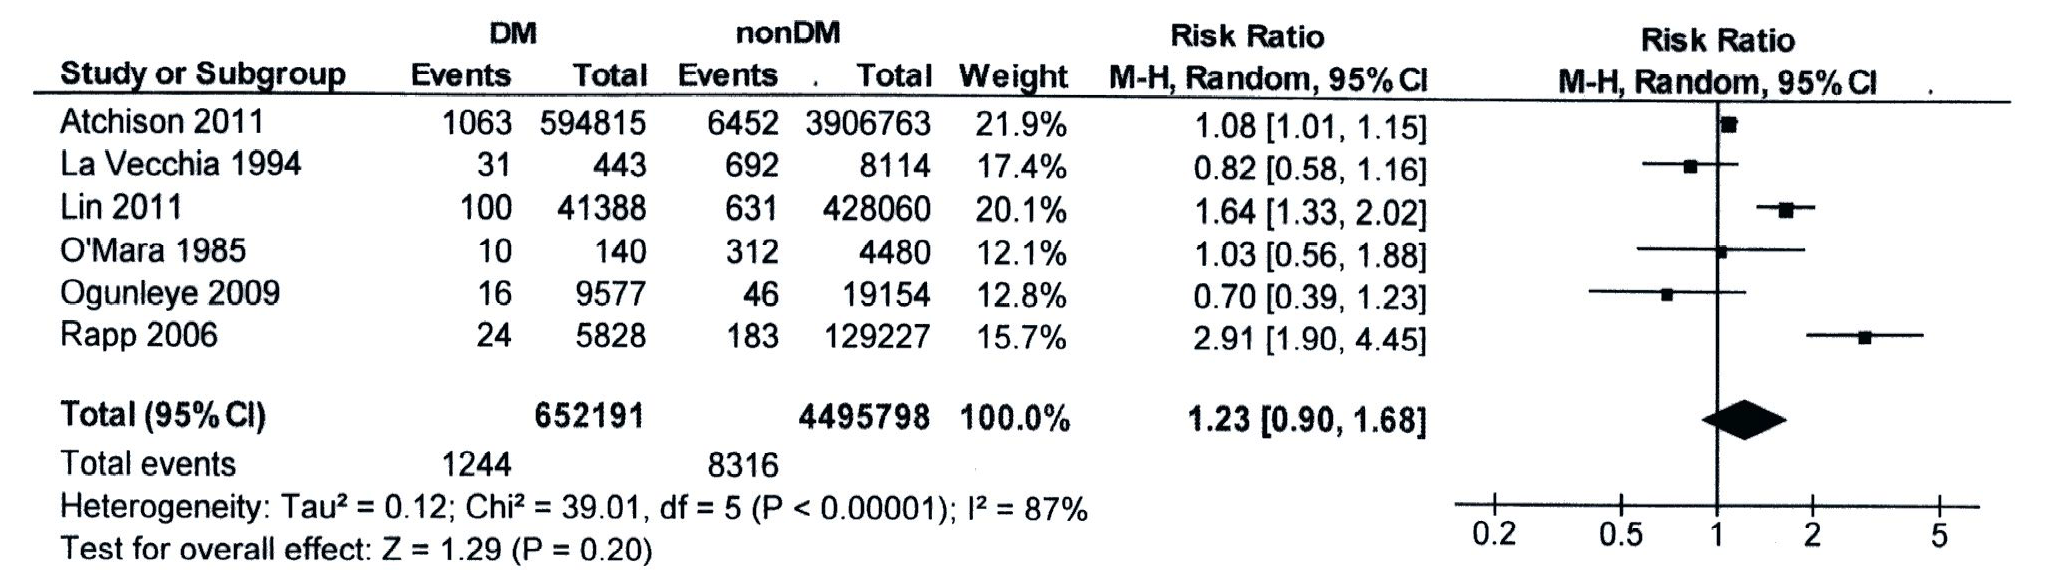 DM nonDM Risk Ratio Risk Ratio
Study or Subgroup Events Total Events Total Weight M-H, Random, 95% CI M-H, Random, 95% CI
Atchison 2011 1063 594815 6452 3906763 21.9% 1.08 [1.01, 1.15]
La Vecchia 1994 31 443 692 8114 17.4% 0.82 [0.58, 1.16]
Lin 2011 100 41388 631 428060 20.1% 1.64 [1.33, 2.02]
O'Mara 1985 10 140 312 4480 12.1% 1.03 [0.56, 1.88]
Ogunleye 2009 16 9577 46 19154 12.8% 0.70 [0.39, 1.23]
Rapp 2006 24 5828 183 129227 15.7% 2.91 [1.90, 4.45]
Total (95% CI) 652191 4495798 100.0% 1.23 [0.90, 1.68]
Total events 1244 8316
Heterogeneity: Tau² = 0.12; Chi² = 39.01, df = 5 (P < 0.00001); I² = 87%
Test for overall effect: Z = 1.29 (P = 0.20)
0.2 0.5 1 2 5